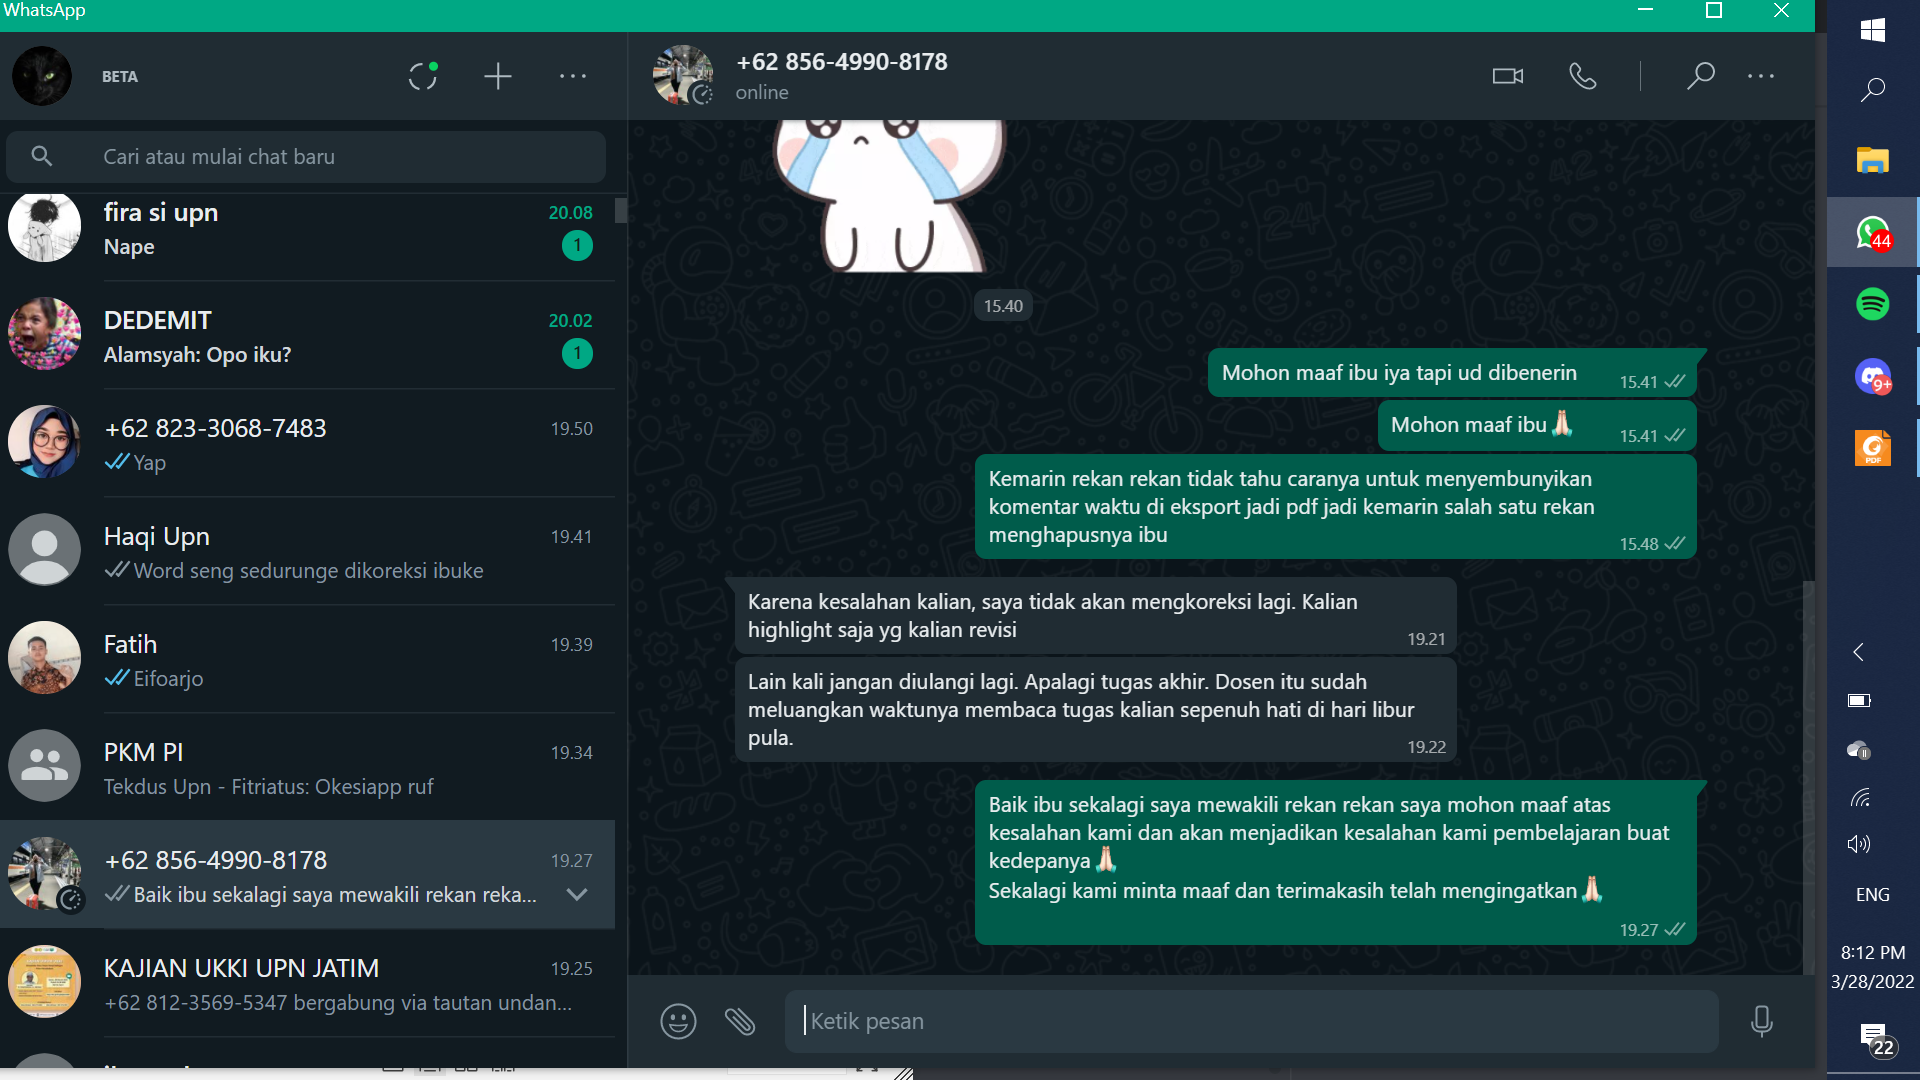 WhatsApp
BETA
Cari atau mulai chat baru
fira si upn
20.08
Nape
1
DEDEMIT
20.02
Alamsyah: Opo iku?
1
+62 823-3068-7483
19.50
Yap
Haqi Upn
19.41
Word seng sedurunge dikoreksi ibuke
Fatih
19.39
Eifoarjo
PKM PI
19.34
Tekdus Upn - Fitriatus: Okesiapp ruf
+62 856-4990-8178
19.27
Baik ibu sekalagi saya mewakili rekan reka...
KAJIAN UKKI UPN JATIM
19.25
+62 812-3569-5347 bergabung via tautan undan...
+62 856-4990-8178
online
15.40
Mohon maaf ibu iya tapi ud dibenerin
15.41
Mohon maaf ibu🙏🏻
15.41
Kemarin rekan rekan tidak tahu caranya untuk menyembunyikan
komentar waktu di eksport jadi pdf jadi kemarin salah satu rekan
menghapusnya ibu
15.48
Karena kesalahan kalian, saya tidak akan mengkoreksi lagi. Kalian
highlight saja yg kalian revisi
19.21
Lain kali jangan diulangi lagi. Apalagi tugas akhir. Dosen itu sudah
meluangkan waktunya membaca tugas kalian sepenuh hati di hari libur
pula.
19.22
Baik ibu sekalagi saya mewakili rekan rekan saya mohon maaf atas
kesalahan kami dan akan menjadikan kesalahan kami pembelajaran buat
kedepanya🙏🏻
Sekalagi kami minta maaf dan terimakasih telah mengingatkan🙏🏻
19.27
Ketik pesan
44
9+
PDF
ENG
8:12 PM
3/28/2022
22